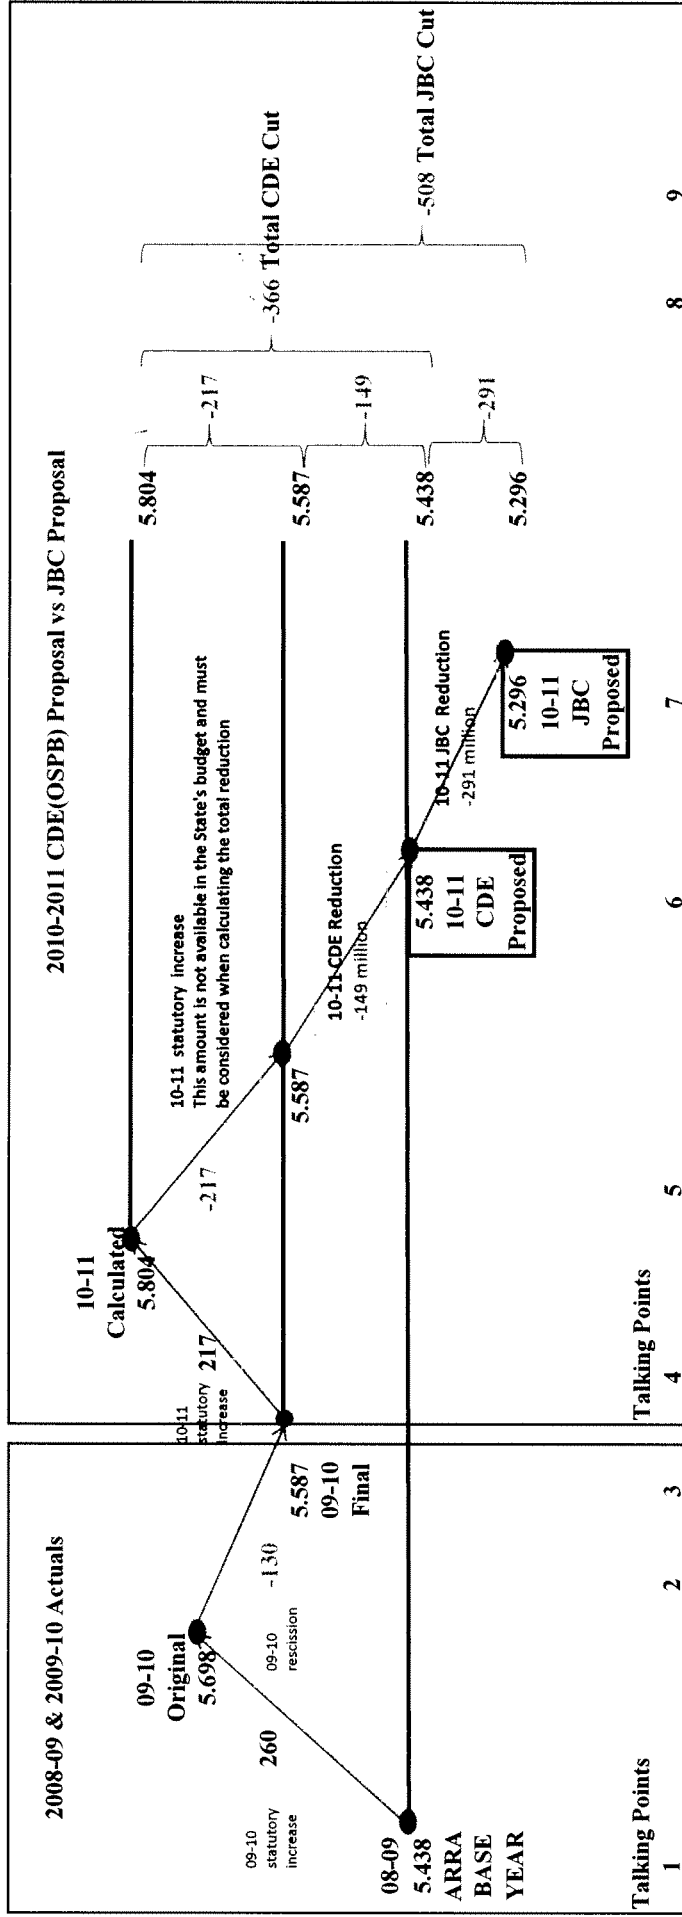 2008-09 & 2009-10 Actuals
09-10
Original
5.698
09-10
statutory
increase
260
09-10
rescission
-130
08-09
5.438
ARRA
BASE
YEAR
5.587
09-10
Final
Talking Points
1
2
3
2010-2011 CDE(OSPB) Proposal vs JBC Proposal
10-11
Calculated
5.804
10-11
statutory
increase
217
-217
10-11 statutory increase
This amount is not available in the State's budget and must
be considered when calculating the total reduction
5.587
10-11 CDE Reduction
-149 million
5.438
10-11
CDE
Proposed
10-11 JBC Reduction
-291 million
5.296
10-11
JBC
Proposed
5.804
5.587
5.438
5.296
-217
-149
-291
-366 Total CDE Cut
-508 Total JBC Cut
Talking Points
4
5
6
7
8
9